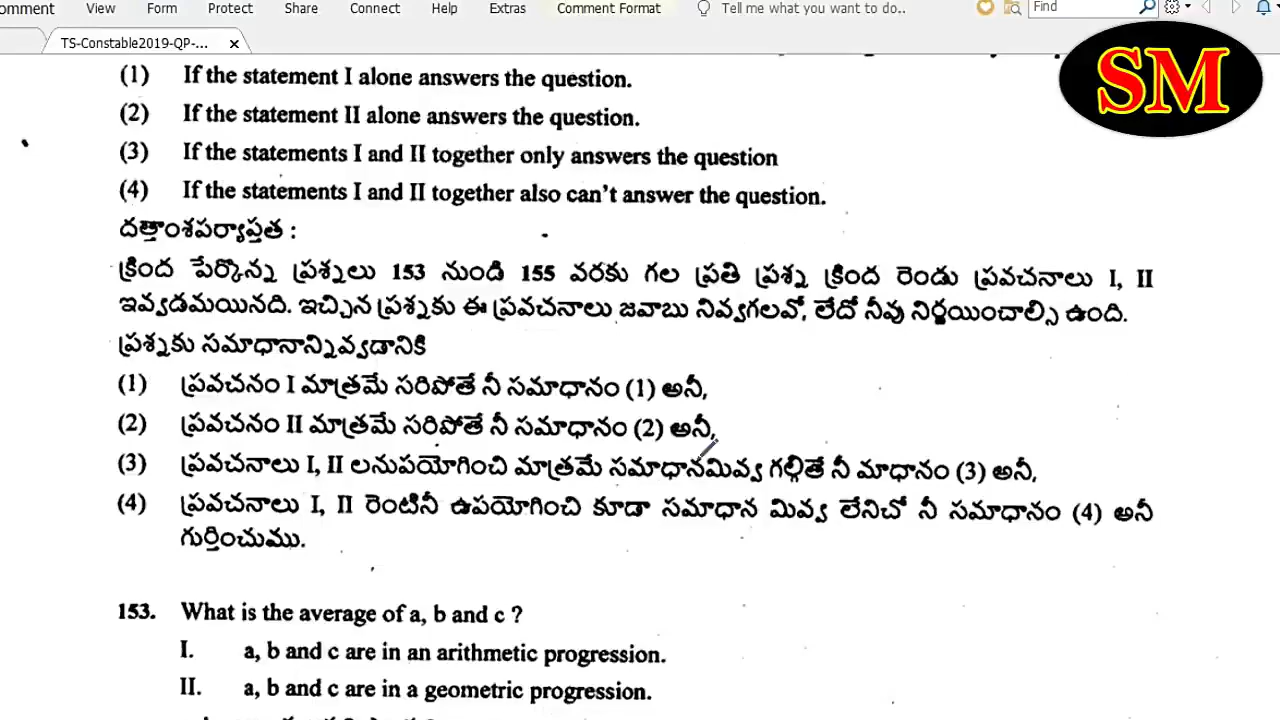 omment View Form Protect Share Connect Help Extras Comment Format Tell me what you want to do.. Find
TS-Constable2019-QP-... ×
SM
(1) If the statement I alone answers the question.
(2) If the statement II alone answers the question.
(3) If the statements I and II together only answers the question
(4) If the statements I and II together also can't answer the question.
దత్తాంశపర్యాప్తత :
క్రింద పేర్కొన్న ప్రశ్నలు 153 నుండి 155 వరకు గల ప్రతి ప్రశ్న క్రింద రెండు ప్రవచనాలు I, II
ఇవ్వడమయినది. ఇచ్చిన ప్రశ్నకు ఈ ప్రవచనాలు జవాబు నివ్వగలవో, లేదో నీవు నిర్ణయించాల్సి ఉంది.
ప్రశ్నకు సమాధానాన్నివ్వడానికి
(1) ప్రవచనం I మాత్రమే సరిపోతే నీ సమాధానం (1) అనీ,
(2) ప్రవచనం II మాత్రమే సరిపోతే నీ సమాధానం (2) అనీ,
(3) ప్రవచనాలు I, II లనుపయోగించి మాత్రమే సమాధానమివ్వ గల్గితే నీ మాధానం (3) అనీ,
(4) ప్రవచనాలు I, II రెంటినీ ఉపయోగించి కూడా సమాధాన మివ్వ లేనిచో నీ సమాధానం (4) అనీ
గుర్తించుము.
153. What is the average of a, b and c ?
I. a, b and c are in an arithmetic progression.
II. a, b and c are in a geometric progression.